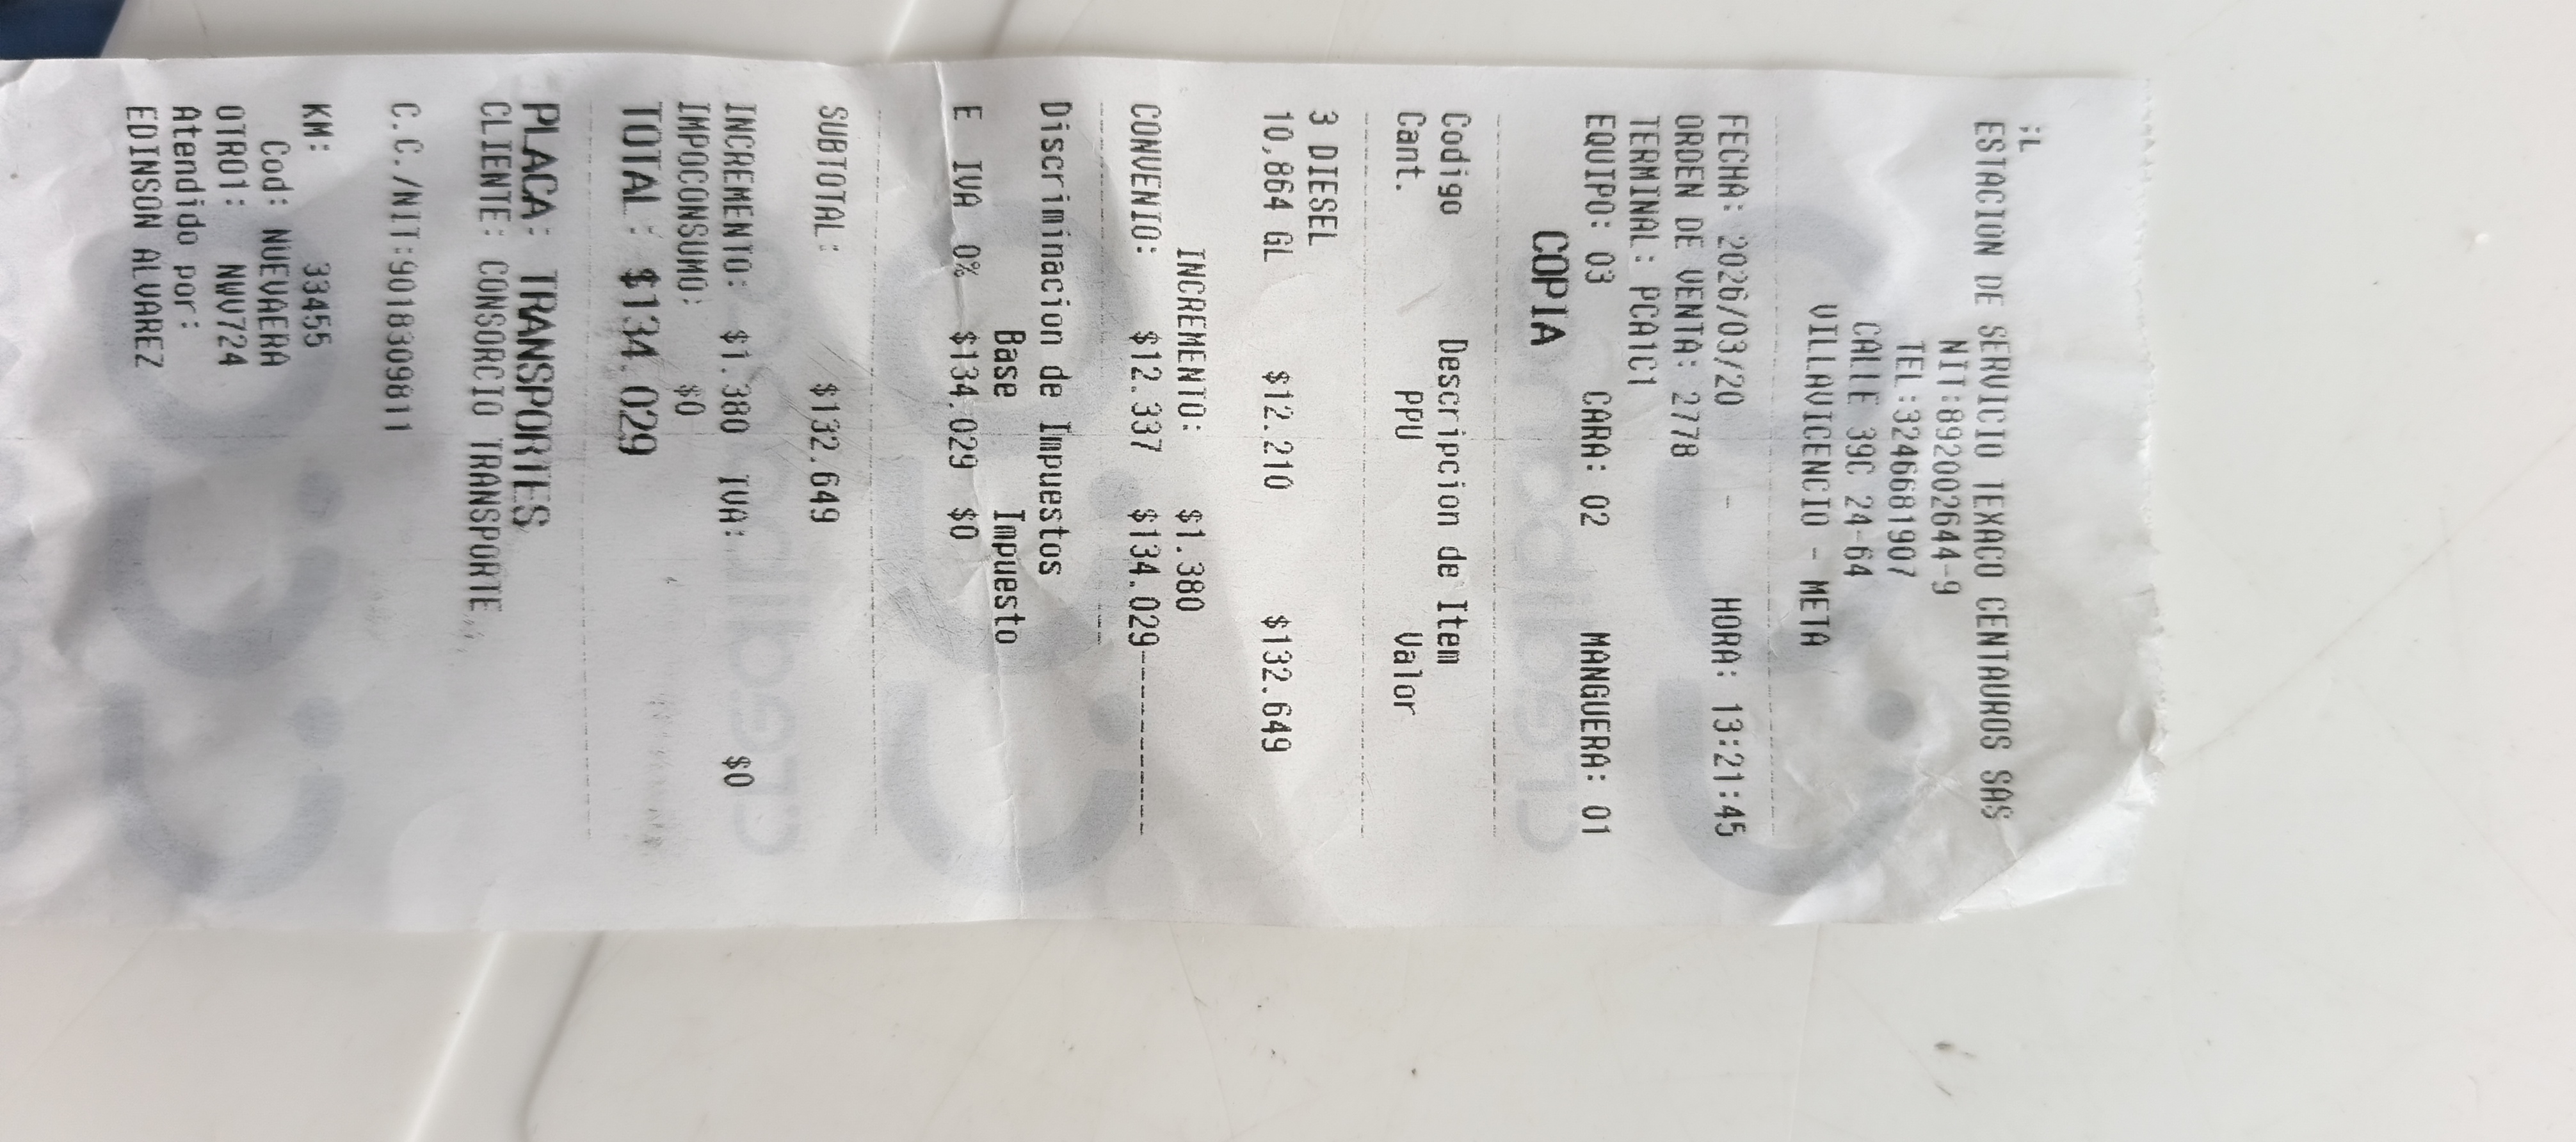 :L
ESTACION DE SERVICIO TEXACO CENTAUROS SAS
NIT:892002644-9
TEL:3246681907
CALLE 39C 24-64
VILLAVICENCIO - META
FECHA: 2026/03/20 - HORA: 13:21:45
ORDEN DE VENTA: 2778
TERMINAL: PCA1C1
EQUIPO: 03 CARA: 02 MANGUERA: 01
COPIA
Codigo Descripcion de Item
Cant. PPU Valor
3 DIESEL
10,864 GL $12.210 $132.649
INCREMENTO: $1.380
CONVENIO: $12.337 $134.029
Discriminacion de Impuestos
Base Impuesto
E IVA 0% $134.029 $0
SUBTOTAL: $132.649
INCREMENTO: $1.380 IVA: $0
IMPOCONSUMO: $0
TOTAL: $134.029
PLACA: TRANSPORTES
CLIENTE: CONSORCIO TRANSPORTE
C.C./NIT:9018309811
KM: 33455
Cod: NUEVAERA
OTRO1: NWV724
Atendido por:
EDINSON ALVAREZ